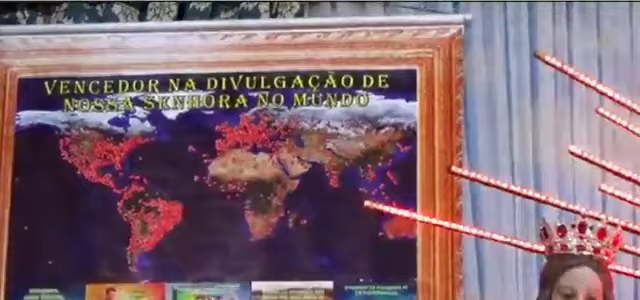 VENCEDOR NA DIVULGAÇÃO DE
NOSSA SENHORA NO MUNDO